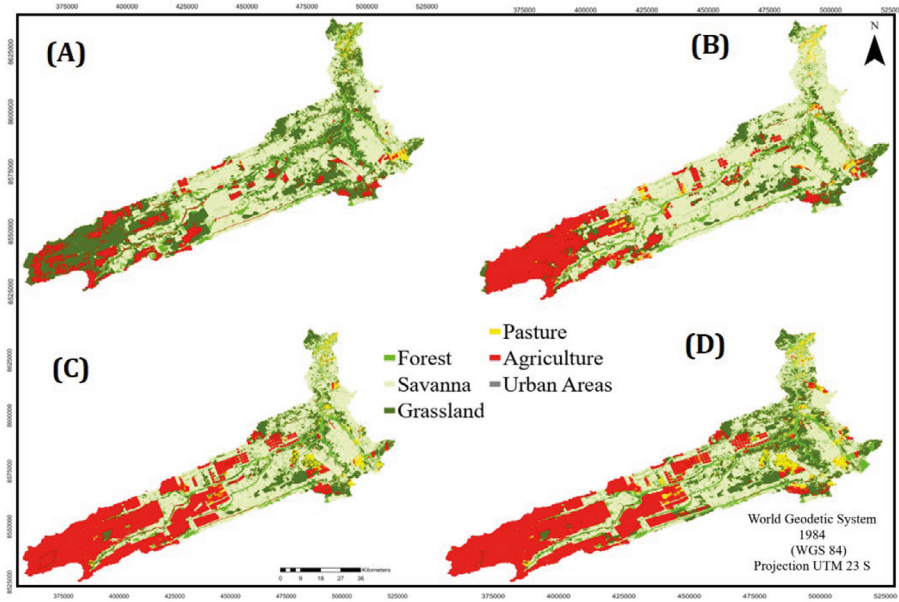 375000 400000 425000 450000 475000 500000 525000 400000 425000 450000 475000 500000 525000
(A)
(B)
N
8625000
8600000
8575000
8550000
8525000
(C)
(D)
Forest
Savanna
Grassland
Pasture
Agriculture
Urban Areas
8625000
8600000
8575000
8550000
8525000
World Geodetic System
1984
(WGS 84)
Projection UTM 23 S
Kilometers
0 9 18 27 36
375000 400000 425000 450000 475000 500000 375000 400000 425000 450000 475000 500000 525000